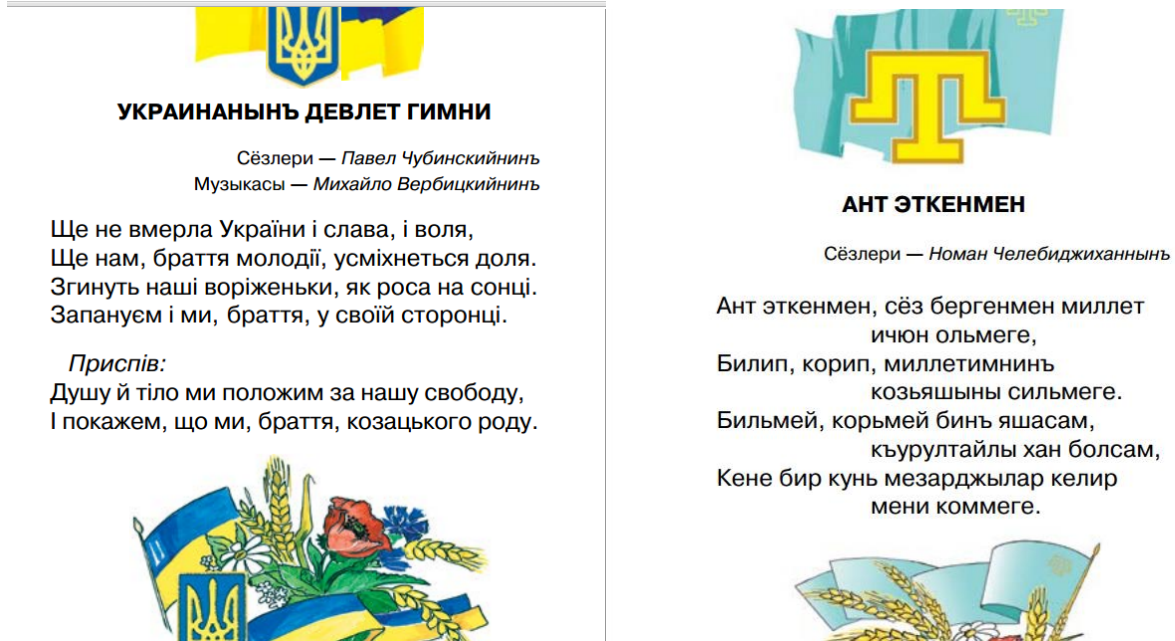 УКРАИНАНЫНЪ ДЕВЛЕТ ГИМНИ
Сёзлери — Павел Чубинскийнинъ
Музыкасы — Михайло Вербицкийнинъ
Ще не вмерла України і слава, і воля,
Ще нам, браття молодії, усміхнеться доля.
Згинуть наші воріженьки, як роса на сонці.
Запануєм і ми, браття, у своїй сторонці.
Приспів:
Душу й тіло ми положим за нашу свободу,
І покажем, що ми, браття, козацького роду.
АНТ ЭТКЕНМЕН
Сёзлери — Номан Челебиджиханнынъ
Ант эткенмен, сёз бергенмен миллет
ичюн ольмеге,
Билип, корип, миллетимнинъ
козьяшыны сильмеге.
Бильмей, корьмей бинъ яшасам,
къурултайлы хан болсам,
Кене бир кунь мезарджылар келир
мени коммеге.